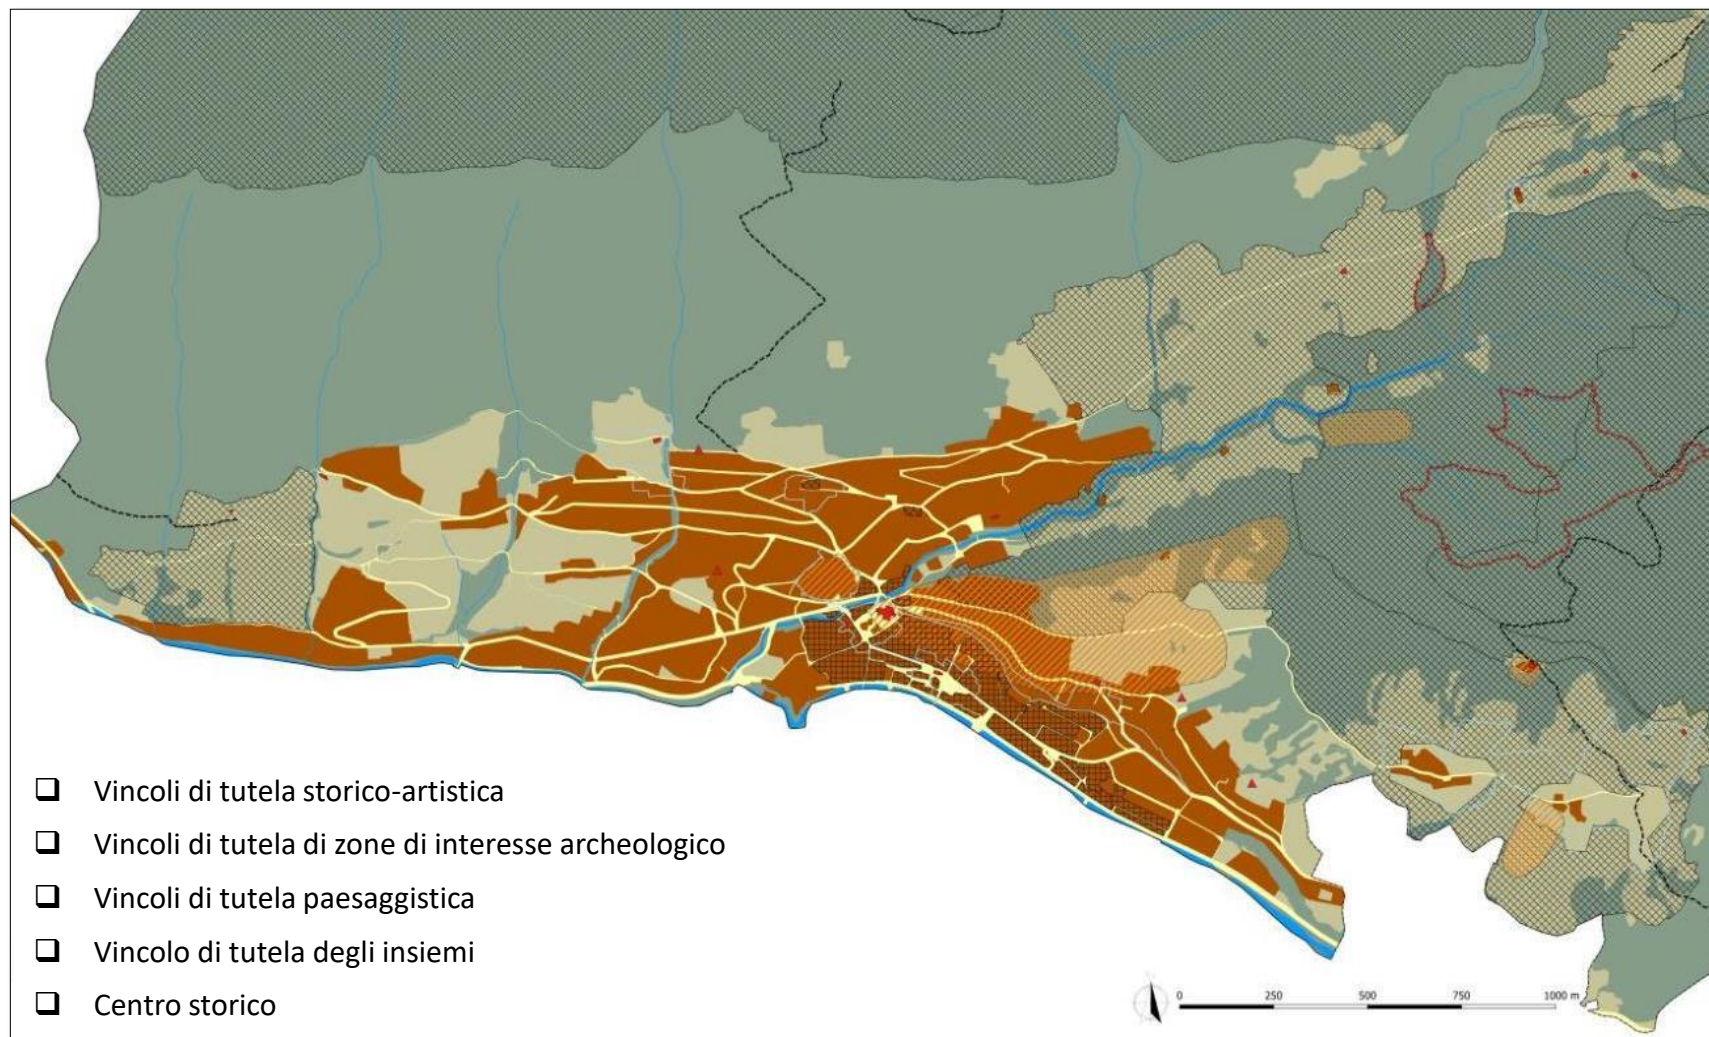 Vincoli di tutela storico-artistica
Vincoli di tutela di zone di interesse archeologico
Vincoli di tutela paesaggistica
Vincolo di tutela degli insiemi
Centro storico
0 250 500 750 1000 m